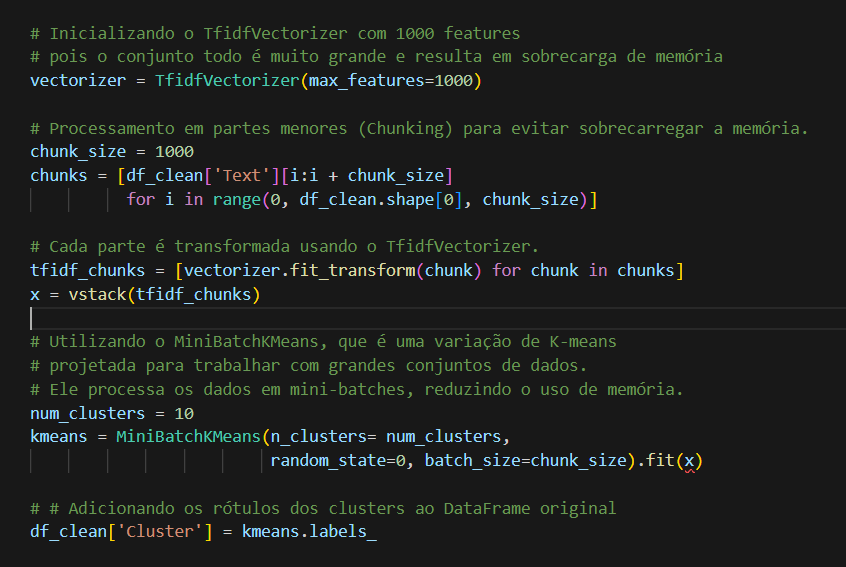 # Inicializando o TfidfVectorizer com 1000 features
# pois o conjunto todo é muito grande e resulta em sobrecarga de memória
vectorizer = TfidfVectorizer(max_features=1000)
# Processamento em partes menores (Chunking) para evitar sobrecarregar a memória.
chunk_size = 1000
chunks = [df_clean['Text'][i:i + chunk_size]
for i in range(0, df_clean.shape[0], chunk_size)]
# Cada parte é transformada usando o TfidfVectorizer.
tfidf_chunks = [vectorizer.fit_transform(chunk) for chunk in chunks]
x = vstack(tfidf_chunks)
# Utilizando o MiniBatchKMeans, que é uma variação de K-means
# projetada para trabalhar com grandes conjuntos de dados.
# Ele processa os dados em mini-batches, reduzindo o uso de memória.
num_clusters = 10
kmeans = MiniBatchKMeans(n_clusters= num_clusters,
random_state=0, batch_size=chunk_size).fit(x)
# # Adicionando os rótulos dos clusters ao DataFrame original
df_clean['Cluster'] = kmeans.labels_